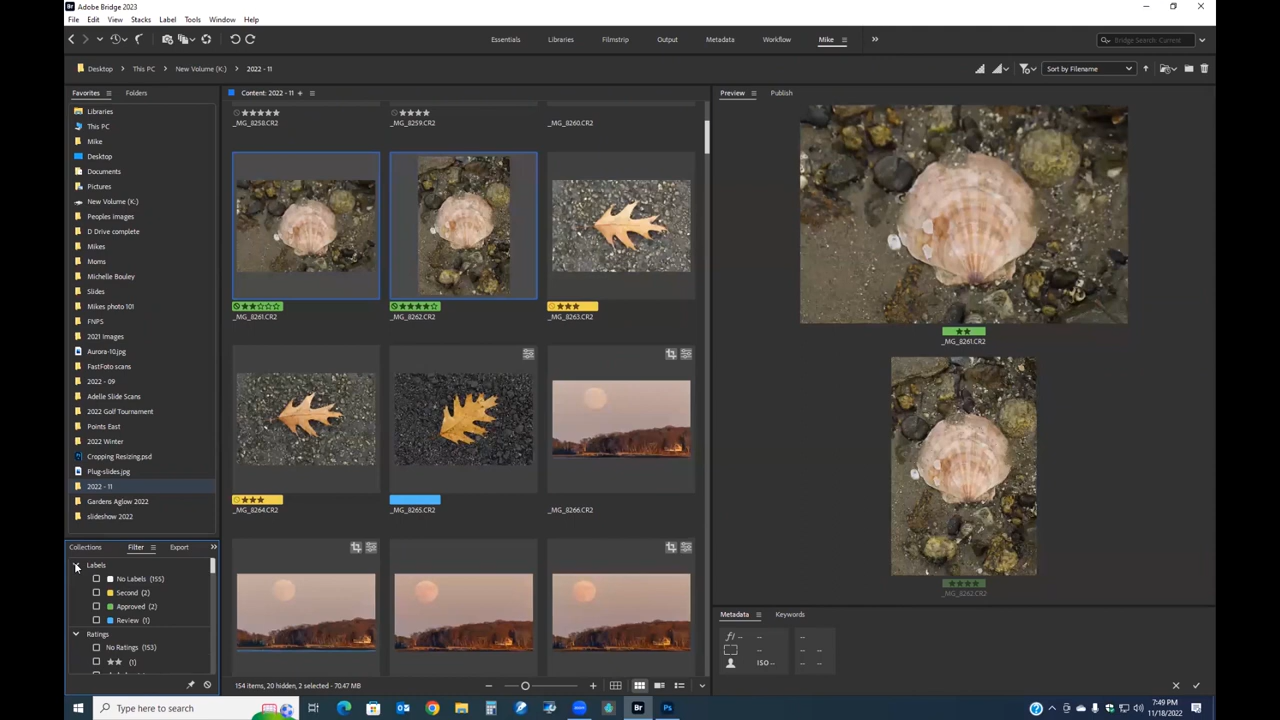 Adobe Bridge 2023
File Edit View Stacks Label Tools Window Help
Essentials Libraries Filmstrip Output Metadata Workflow Mike
Bridge Search: Current
Desktop This PC New Volume (K:) 2022 - 11
Sort by Filename
Favorites Folders
Libraries
This PC
Mike
Desktop
Documents
Pictures
New Volume (K:)
Peoples images
D Drive complete
Mikes
Moms
Michelle Bouley
Slides
Mikes photo 101
FNPS
2021 Images
Aurora-10.jpg
FastFoto scans
2022 - 09
Adelle Slide Scans
2022 Golf Tournament
Points East
2022 Winter
Cropping Resizing.psd
Plug-slides.jpg
2022 - 11
Gardens Aglow 2022
slideshow 2022
Collections Filter Export
Labels
No Labels (155)
Second (2)
Approved (2)
Review (1)
Ratings
No Ratings (153)
(1)
Content: 2022 - 11
_MG_8258.CR2 _MG_8259.CR2 _MG_8260.CR2
_MG_8261.CR2 _MG_8262.CR2 _MG_8263.CR2
_MG_8264.CR2 _MG_8265.CR2 _MG_8266.CR2
154 items, 20 hidden, 2 selected - 70.47 MB
Preview Publish
_MG_8261.CR2
_MG_8262.CR2
Metadata Keywords
f/ -- -- --
-- -- --
ISO --
Type here to search
Br Ps
7:49 PM
11/18/2022